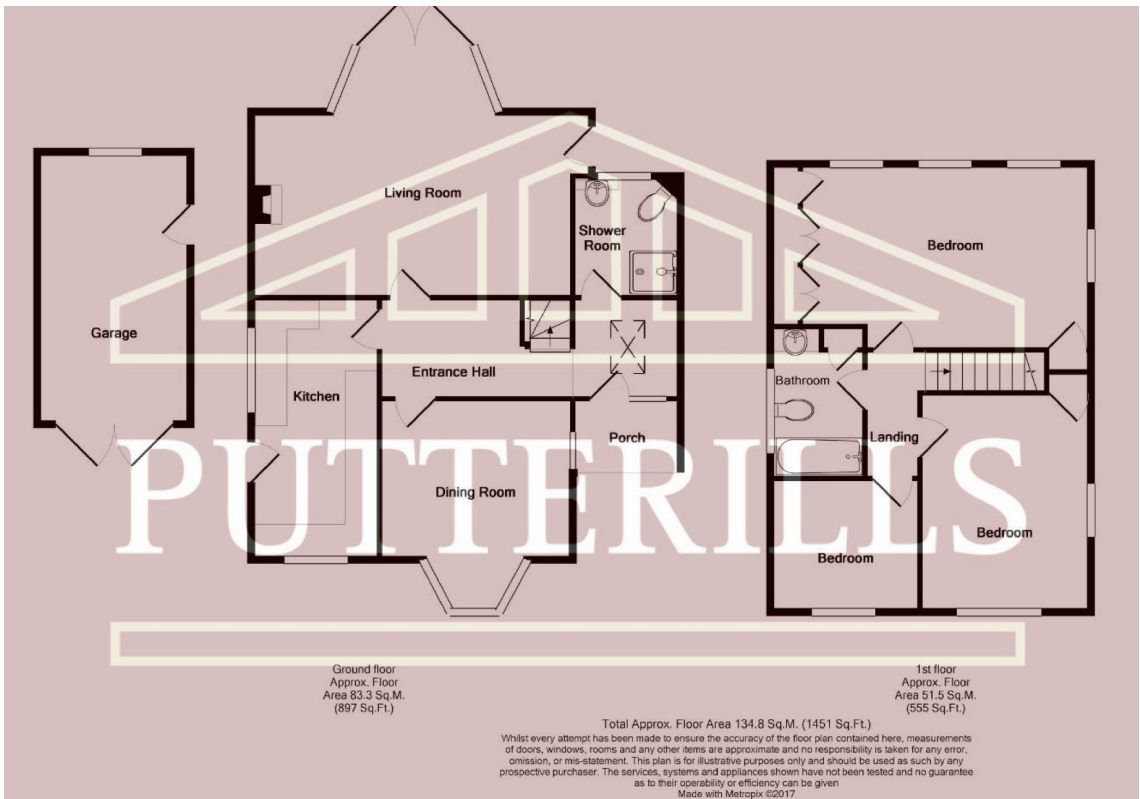 Living Room
Shower
Room
Bedroom
Garage
Entrance Hall
Kitchen
Bathroom
Porch
Landing
Dining Room
Bedroom
Bedroom
PUTTERILLS
Ground floor
Approx. Floor
Area 83.3 Sq.M.
(897 Sq.Ft.)
1st floor
Approx. Floor
Area 51.5 Sq.M.
(555 Sq.Ft.)
Total Approx. Floor Area 134.8 Sq.M. (1451 Sq.Ft.)
Whilst every attempt has been made to ensure the accuracy of the floor plan contained here, measurements
of doors, windows, rooms and any other items are approximate and no responsibility is taken for any error,
omission, or mis-statement. This plan is for illustrative purposes only and should be used as such by any
prospective purchaser. The services, systems and appliances shown have not been tested and no guarantee
as to their operability or efficiency can be given
Made with Metropix ©2017